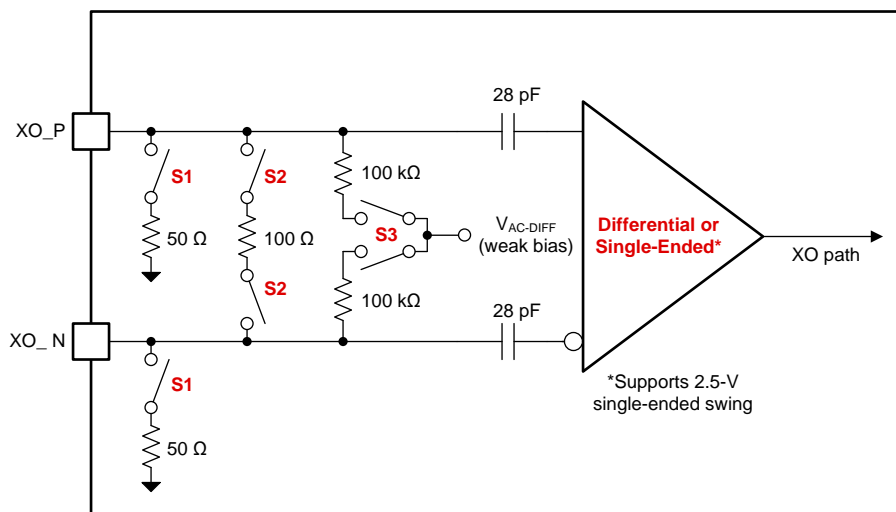 28 pF
XO_P
S1
S2
100 kΩ
50 Ω
100 Ω
S3
V_AC-DIFF
(weak bias)
Differential or
Single-Ended*
XO path
S2
100 kΩ
28 pF
XO_ N
S1
*Supports 2.5-V
single-ended swing
50 Ω